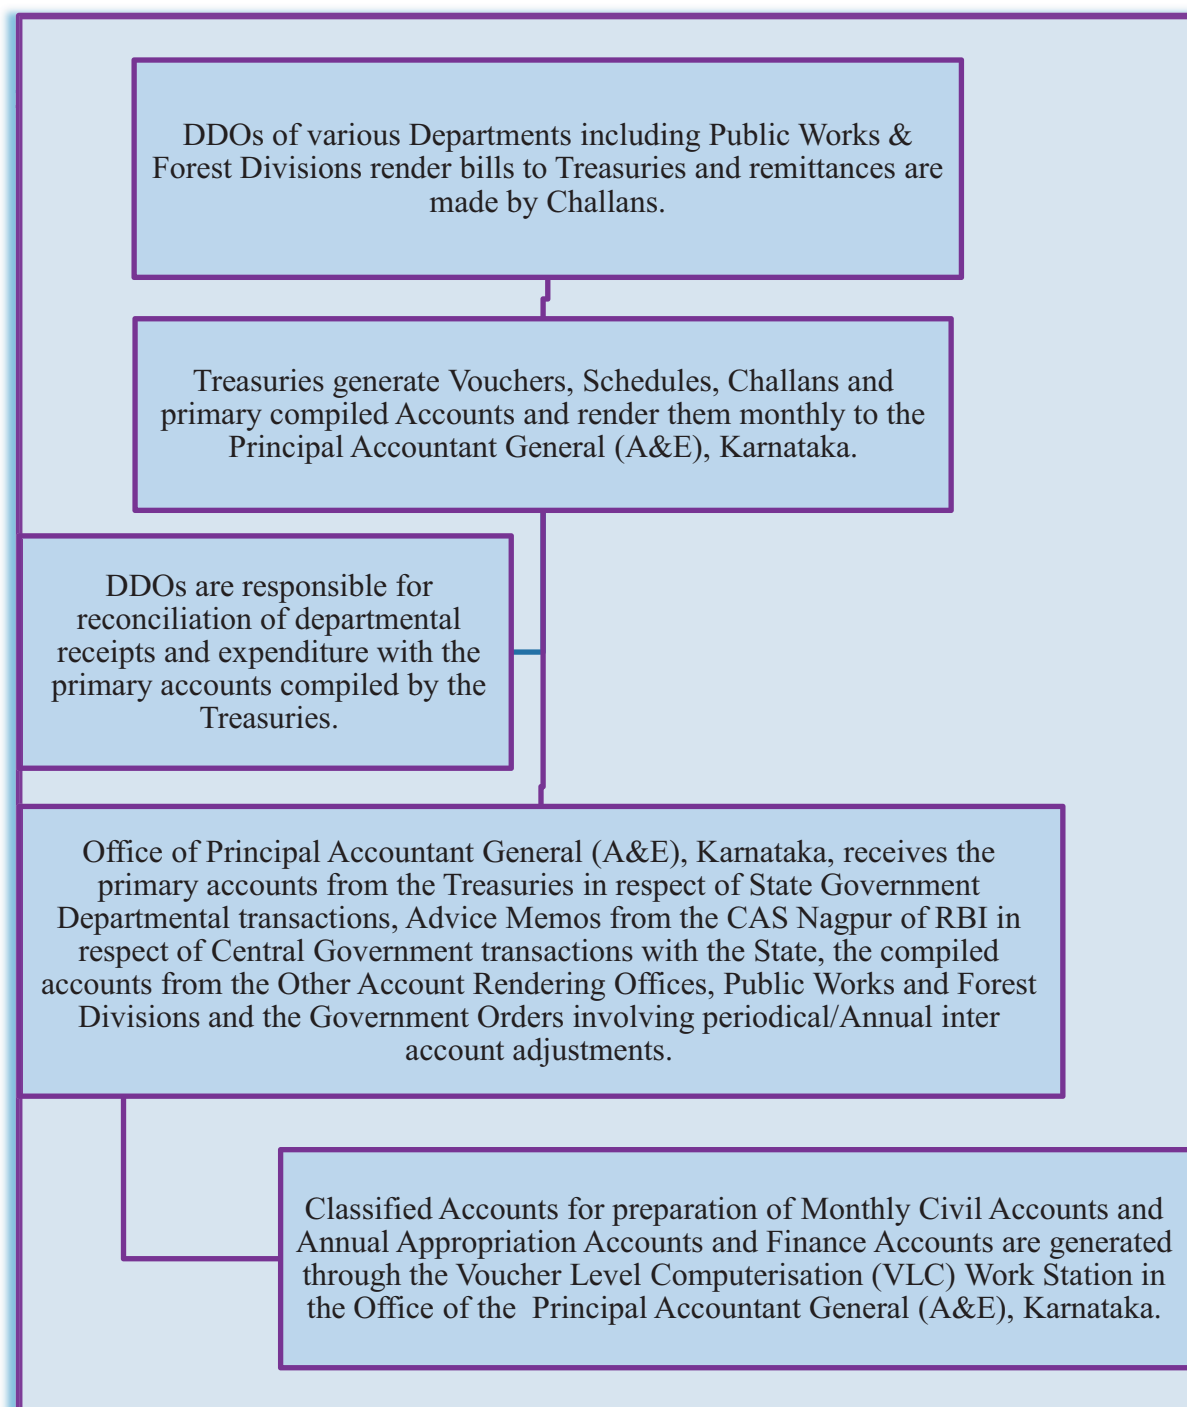 DDOs of various Departments including Public Works &
Forest Divisions render bills to Treasuries and remittances are
made by Challans.
Treasuries generate Vouchers, Schedules, Challans and
primary compiled Accounts and render them monthly to the
Principal Accountant General (A&E), Karnataka.
DDOs are responsible for
reconciliation of departmental
receipts and expenditure with the
primary accounts compiled by the
Treasuries.
Office of Principal Accountant General (A&E), Karnataka, receives the
primary accounts from the Treasuries in respect of State Government
Departmental transactions, Advice Memos from the CAS Nagpur of RBI in
respect of Central Government transactions with the State, the compiled
accounts from the Other Account Rendering Offices, Public Works and Forest
Divisions and the Government Orders involving periodical/Annual inter
account adjustments.
Classified Accounts for preparation of Monthly Civil Accounts and
Annual Appropriation Accounts and Finance Accounts are generated
through the Voucher Level Computerisation (VLC) Work Station in
the Office of the  Principal Accountant General (A&E), Karnataka.